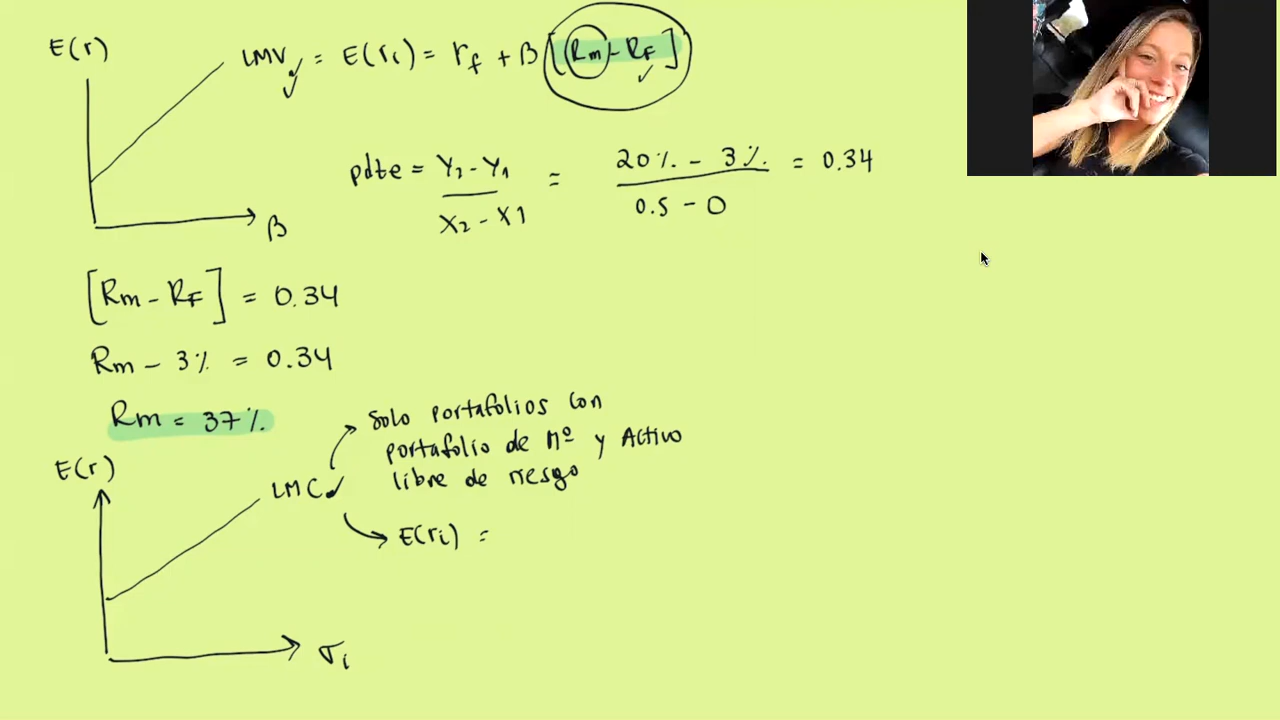 E(r)
LMV = E(ri) = rf + β [Rm - RF]
pdte = Y2 - Y1 / X2 - X1 = 20% - 3% / 0.5 - 0 = 0.34
β
[Rm - RF] = 0.34
Rm - 3% = 0.34
Rm = 37%
Solo portafolios con
portafolio de mº y Activo
libre de riesgo
E(r)
LMC
E(ri) =
σi